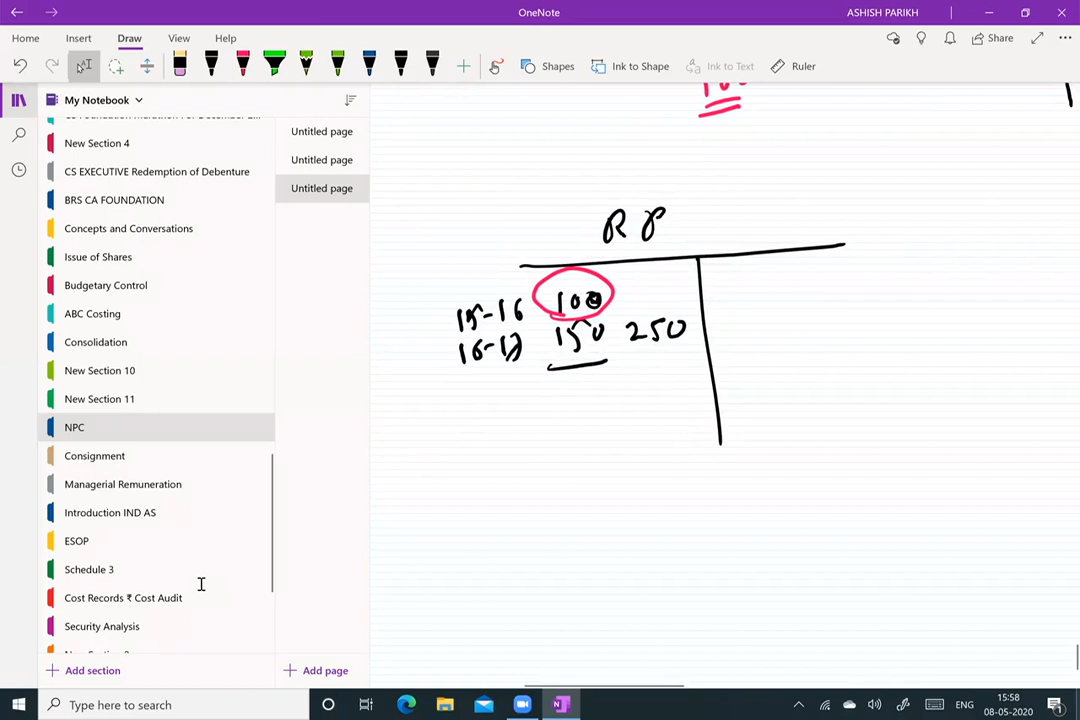 OneNote
ASHISH PARIKH
Home Insert Draw View Help
Share
Shapes
Ink to Shape
Ink to Text
Ruler
My Notebook
New Section 4
CS EXECUTIVE Redemption of Debenture
BRS CA FOUNDATION
Concepts and Conversations
Issue of Shares
Budgetary Control
ABC Costing
Consolidation
New Section 10
New Section 11
NPC
Consignment
Managerial Remuneration
Introduction IND AS
ESOP
Schedule 3
Cost Records ₹ Cost Audit
Security Analysis
Add section
Untitled page
Untitled page
Untitled page
Add page
R P
15-16 100
16-17 150 250
Type here to search
ENG
15:58
08-05-2020